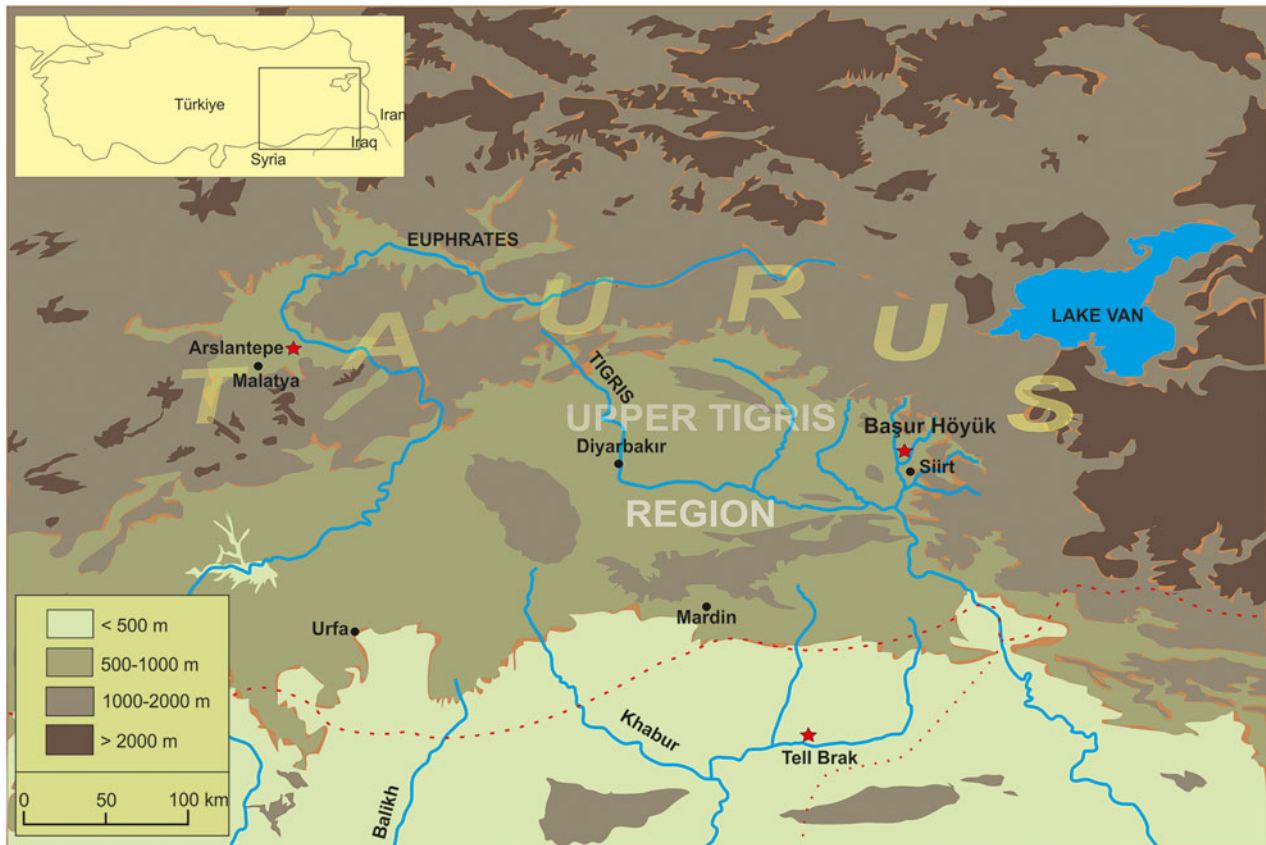 Türkiye
Iran
Iraq
Syria
EUPHRATES
T A U R U S
LAKE VAN
Arslantepe
Malatya
TIGRIS
UPPER TIGRIS
REGION
Başur Höyük
Diyarbakır
Siirt
Mardin
Urfa
Khabur
Tell Brak
Balikh
< 500 m
500-1000 m
1000-2000 m
> 2000 m
0 50 100 km